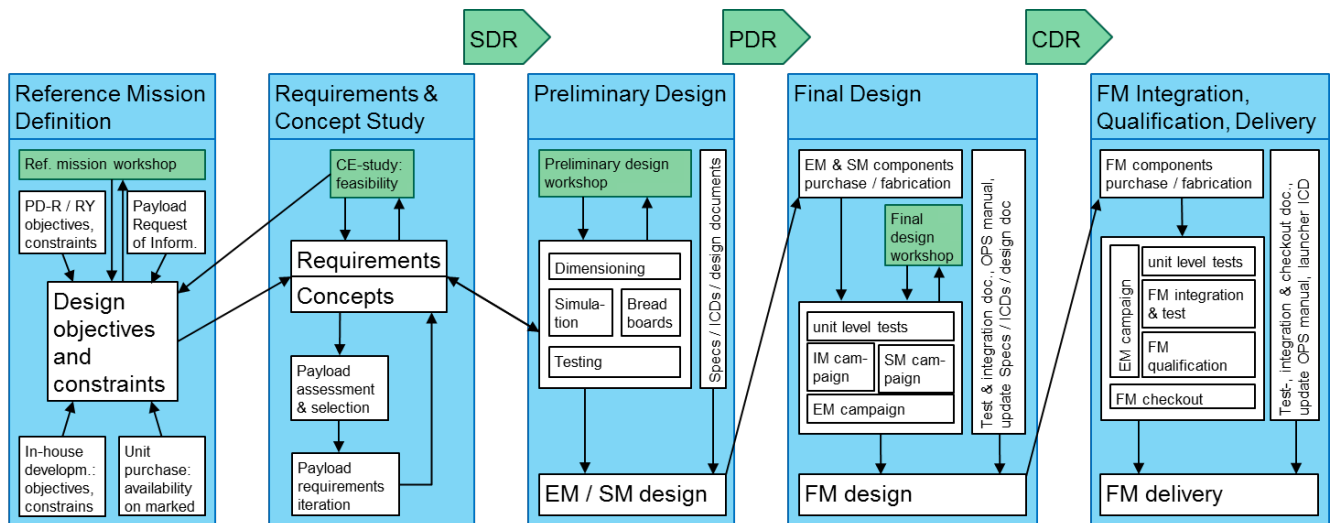 SDR
PDR
CDR
Reference Mission
Definition
Ref. mission workshop
PD-R / RY
objectives,
constraints
Payload
Request
of Inform.
Design
objectives
and
constraints
In-house
developm.:
objectives,
constrains
Unit
purchase:
availability
on marked
Requirements &
Concept Study
CE-study:
feasibility
Requirements
Concepts
Payload
assessment
& selection
Payload
requirements
iteration
Preliminary Design
Preliminary design
workshop
Dimensioning
Simula-
tion
Bread
boards
Testing
Specs / ICDs / design documents
EM / SM design
Final Design
EM & SM components
purchase / fabrication
Final
design
workshop
unit level tests
IM cam-
paign
SM cam-
paign
EM campaign
Test & integration doc., OPS manual,
update Specs / ICDs / design doc
FM design
FM Integration,
Qualification, Delivery
FM components
purchase / fabrication
EM campaign
unit level tests
FM integration
& test
FM
qualification
FM checkout
Test-, integration & checkout doc.,
update OPS manual, launcher ICD
FM delivery